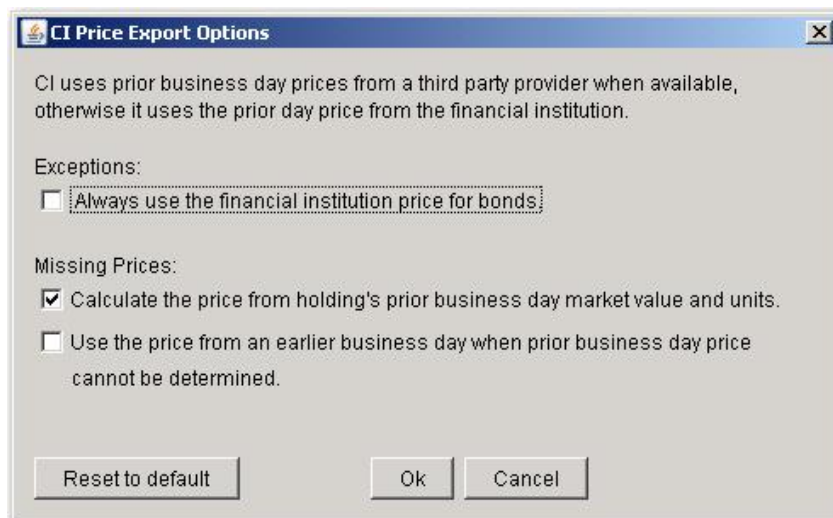 CI Price Export Options
CI uses prior business day prices from a third party provider when available,
otherwise it uses the prior day price from the financial institution.
Exceptions:
Always use the financial institution price for bonds.
Missing Prices:
Calculate the price from holding's prior business day market value and units.
Use the price from an earlier business day when prior business day price
cannot be determined.
Reset to default Ok Cancel